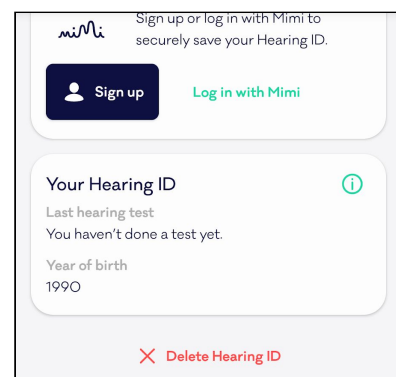 mimi
Sign up or log in with Mimi to
securely save your Hearing ID.
Sign up
Log in with Mimi
Your Hearing ID
Last hearing test
You haven't done a test yet.
Year of birth
1990
Delete Hearing ID